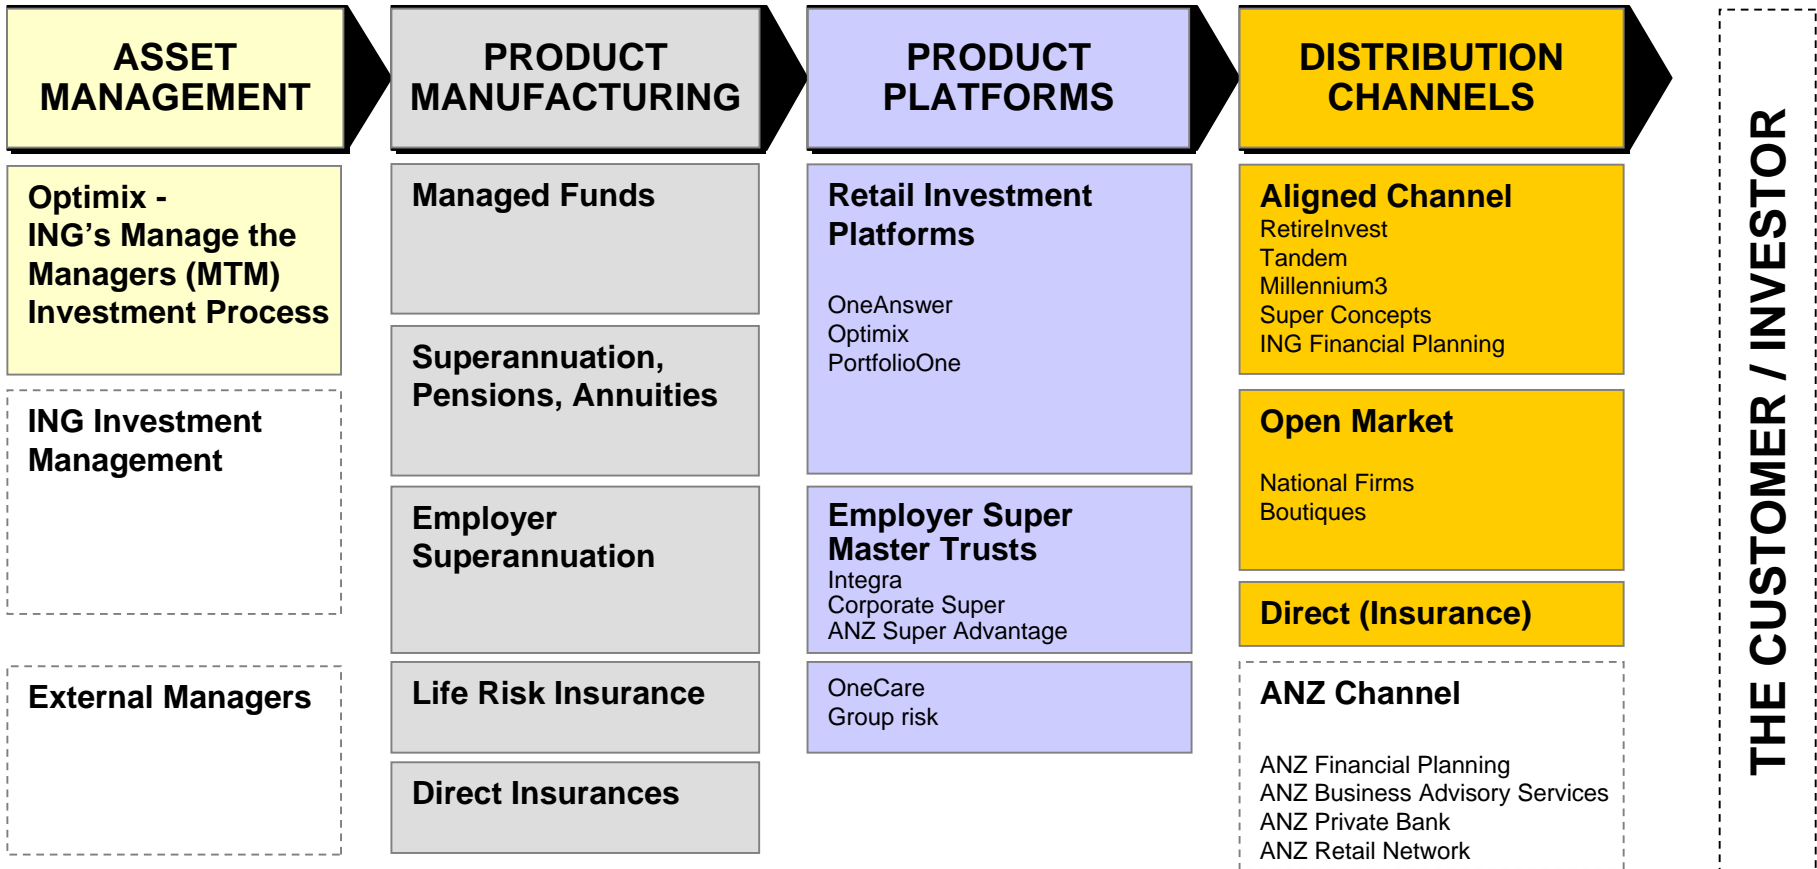 ASSET
MANAGEMENT
PRODUCT
MANUFACTURING
PRODUCT
PLATFORMS
DISTRIBUTION
CHANNELS
Optimix -
ING’s Manage the
Managers (MTM)
Investment Process
ING Investment
Management
External Managers
Managed Funds
Superannuation,
Pensions, Annuities
Employer
Superannuation
Life Risk Insurance
Direct Insurances
Retail Investment
Platforms
OneAnswer
Optimix
PortfolioOne
Employer Super
Master Trusts
Integra
Corporate Super
ANZ Super Advantage
OneCare
Group risk
Aligned Channel
RetireInvest
Tandem
Millennium3
Super Concepts
ING Financial Planning
Open Market
National Firms
Boutiques
Direct (Insurance)
ANZ Channel
ANZ Financial Planning
ANZ Business Advisory Services
ANZ Private Bank
ANZ Retail Network
THE CUSTOMER / INVESTOR